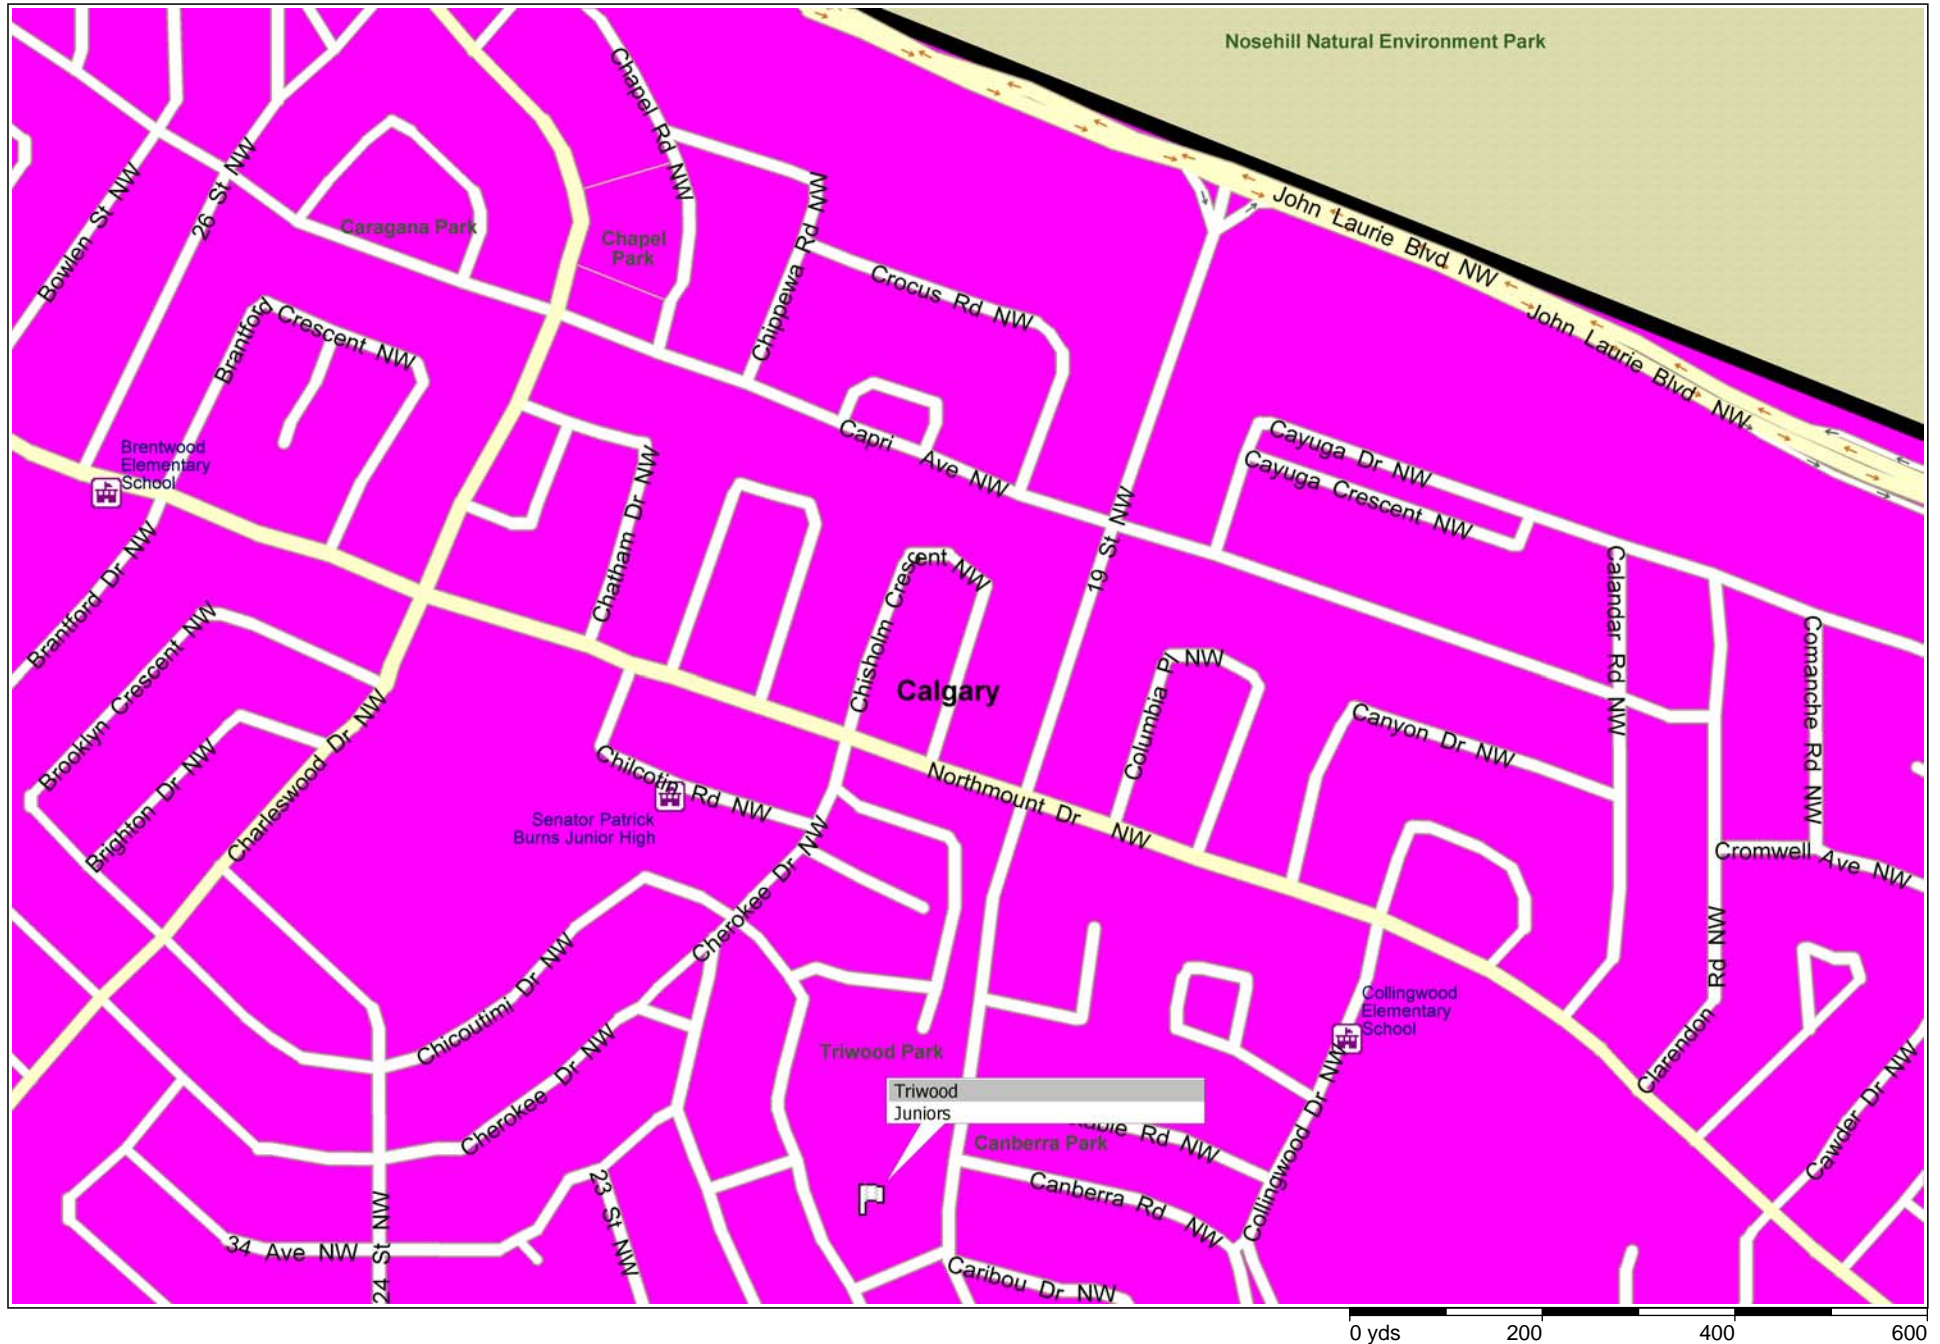 Nosehill Natural Environment Park
Chapel Rd NW
John Laurie Blvd NW
John Laurie Blvd NW
Bowlen St NW
26 St NW
Caragana Park
Chapel
Park
Chippewa Rd NW
Crocus Rd NW
Brantford Crescent NW
Capri Ave NW
Cayuga Dr NW
Cayuga Crescent NW
Brentwood
Elementary
School
Chatham Dr NW
19 St NW
Brantford Dr NW
Chisholm Crescent NW
Calandar Rd NW
Comanche Rd NW
Brooklyn Crescent NW
Calgary
Columbia Pl NW
Canyon Dr NW
Brighton Dr NW
Charleswood Dr NW
Chilcotin Rd NW
Northmount Dr NW
Senator Patrick
Burns Junior High
Cromwell Ave NW
Cherokee Dr NW
Chicoutimi Dr NW
Clarendon Rd NW
Collingwood
Elementary
School
Cherokee Dr NW
Triwood Park
Triwood
Juniors
Rd NW
Canberra Park
Collingwood Dr NW
Cawder Dr NW
Canberra Rd NW
23 St NW
34 Ave NW
24 St NW
Caribou Dr NW
0 yds 200 400 600